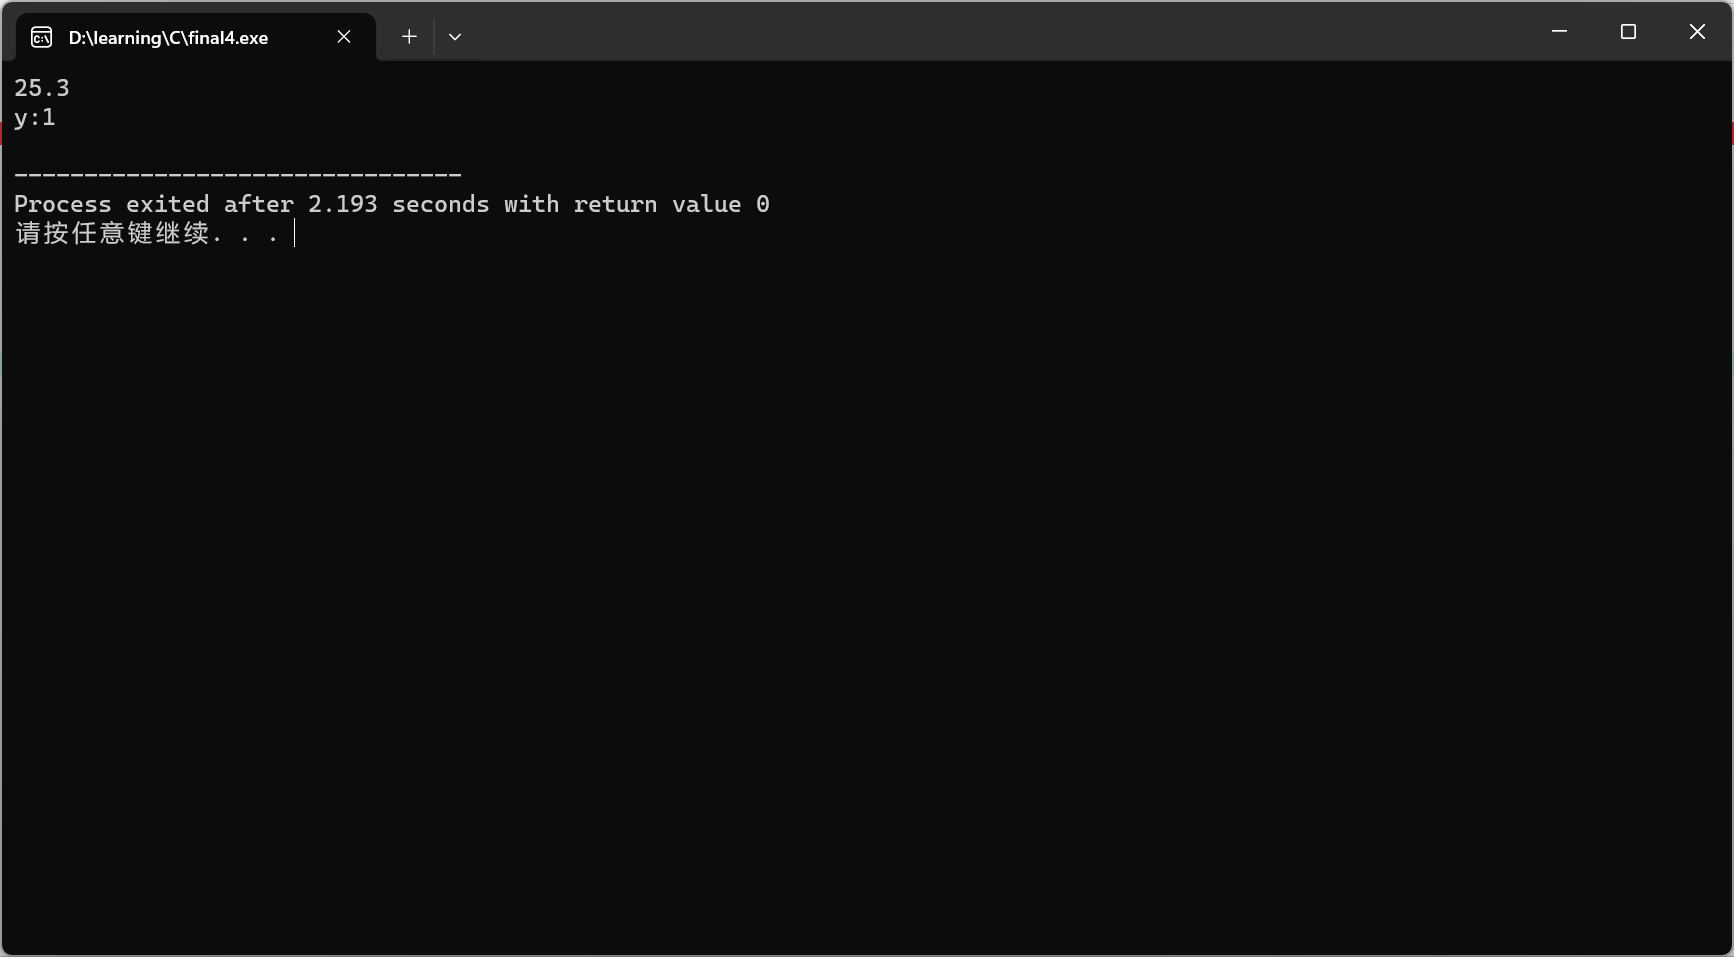 D:\learning\C\final4.exe
25.3
y:1
--------------------------------
Process exited after 2.193 seconds with return value 0
请按任意键继续. . .